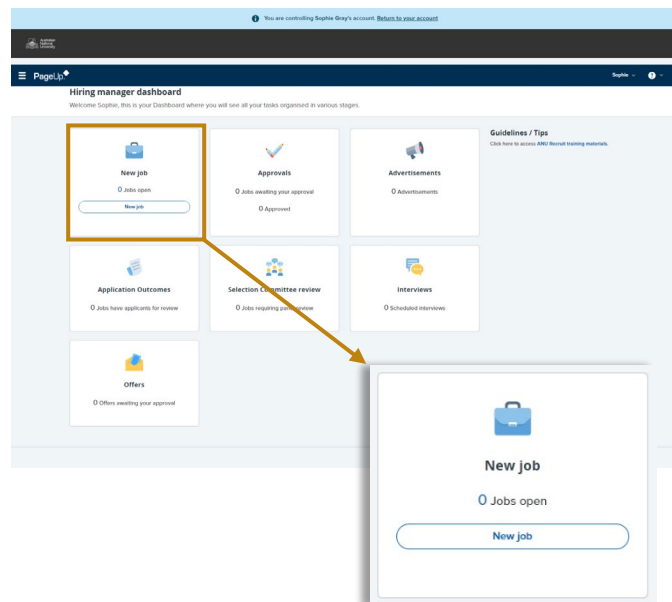 You are controlling Sophie Gray's account. Return to your account
Australian
National
University
PageUp
Sophie
Hiring manager dashboard
Welcome Sophie, this is your Dashboard where you will see all your tasks organised in various stages.
New job
0 Jobs open
New job
Approvals
0 Jobs awaiting your approval
0 Approved
Advertisements
0 Advertisements
Guidelines / Tips
Click here to access ANU Recruit training materials.
Application Outcomes
0 Jobs have applicants for review
Selection Committee review
0 Jobs requiring panel review
Interviews
0 Scheduled interviews
Offers
0 Offers awaiting your approval
New job
0 Jobs open
New job